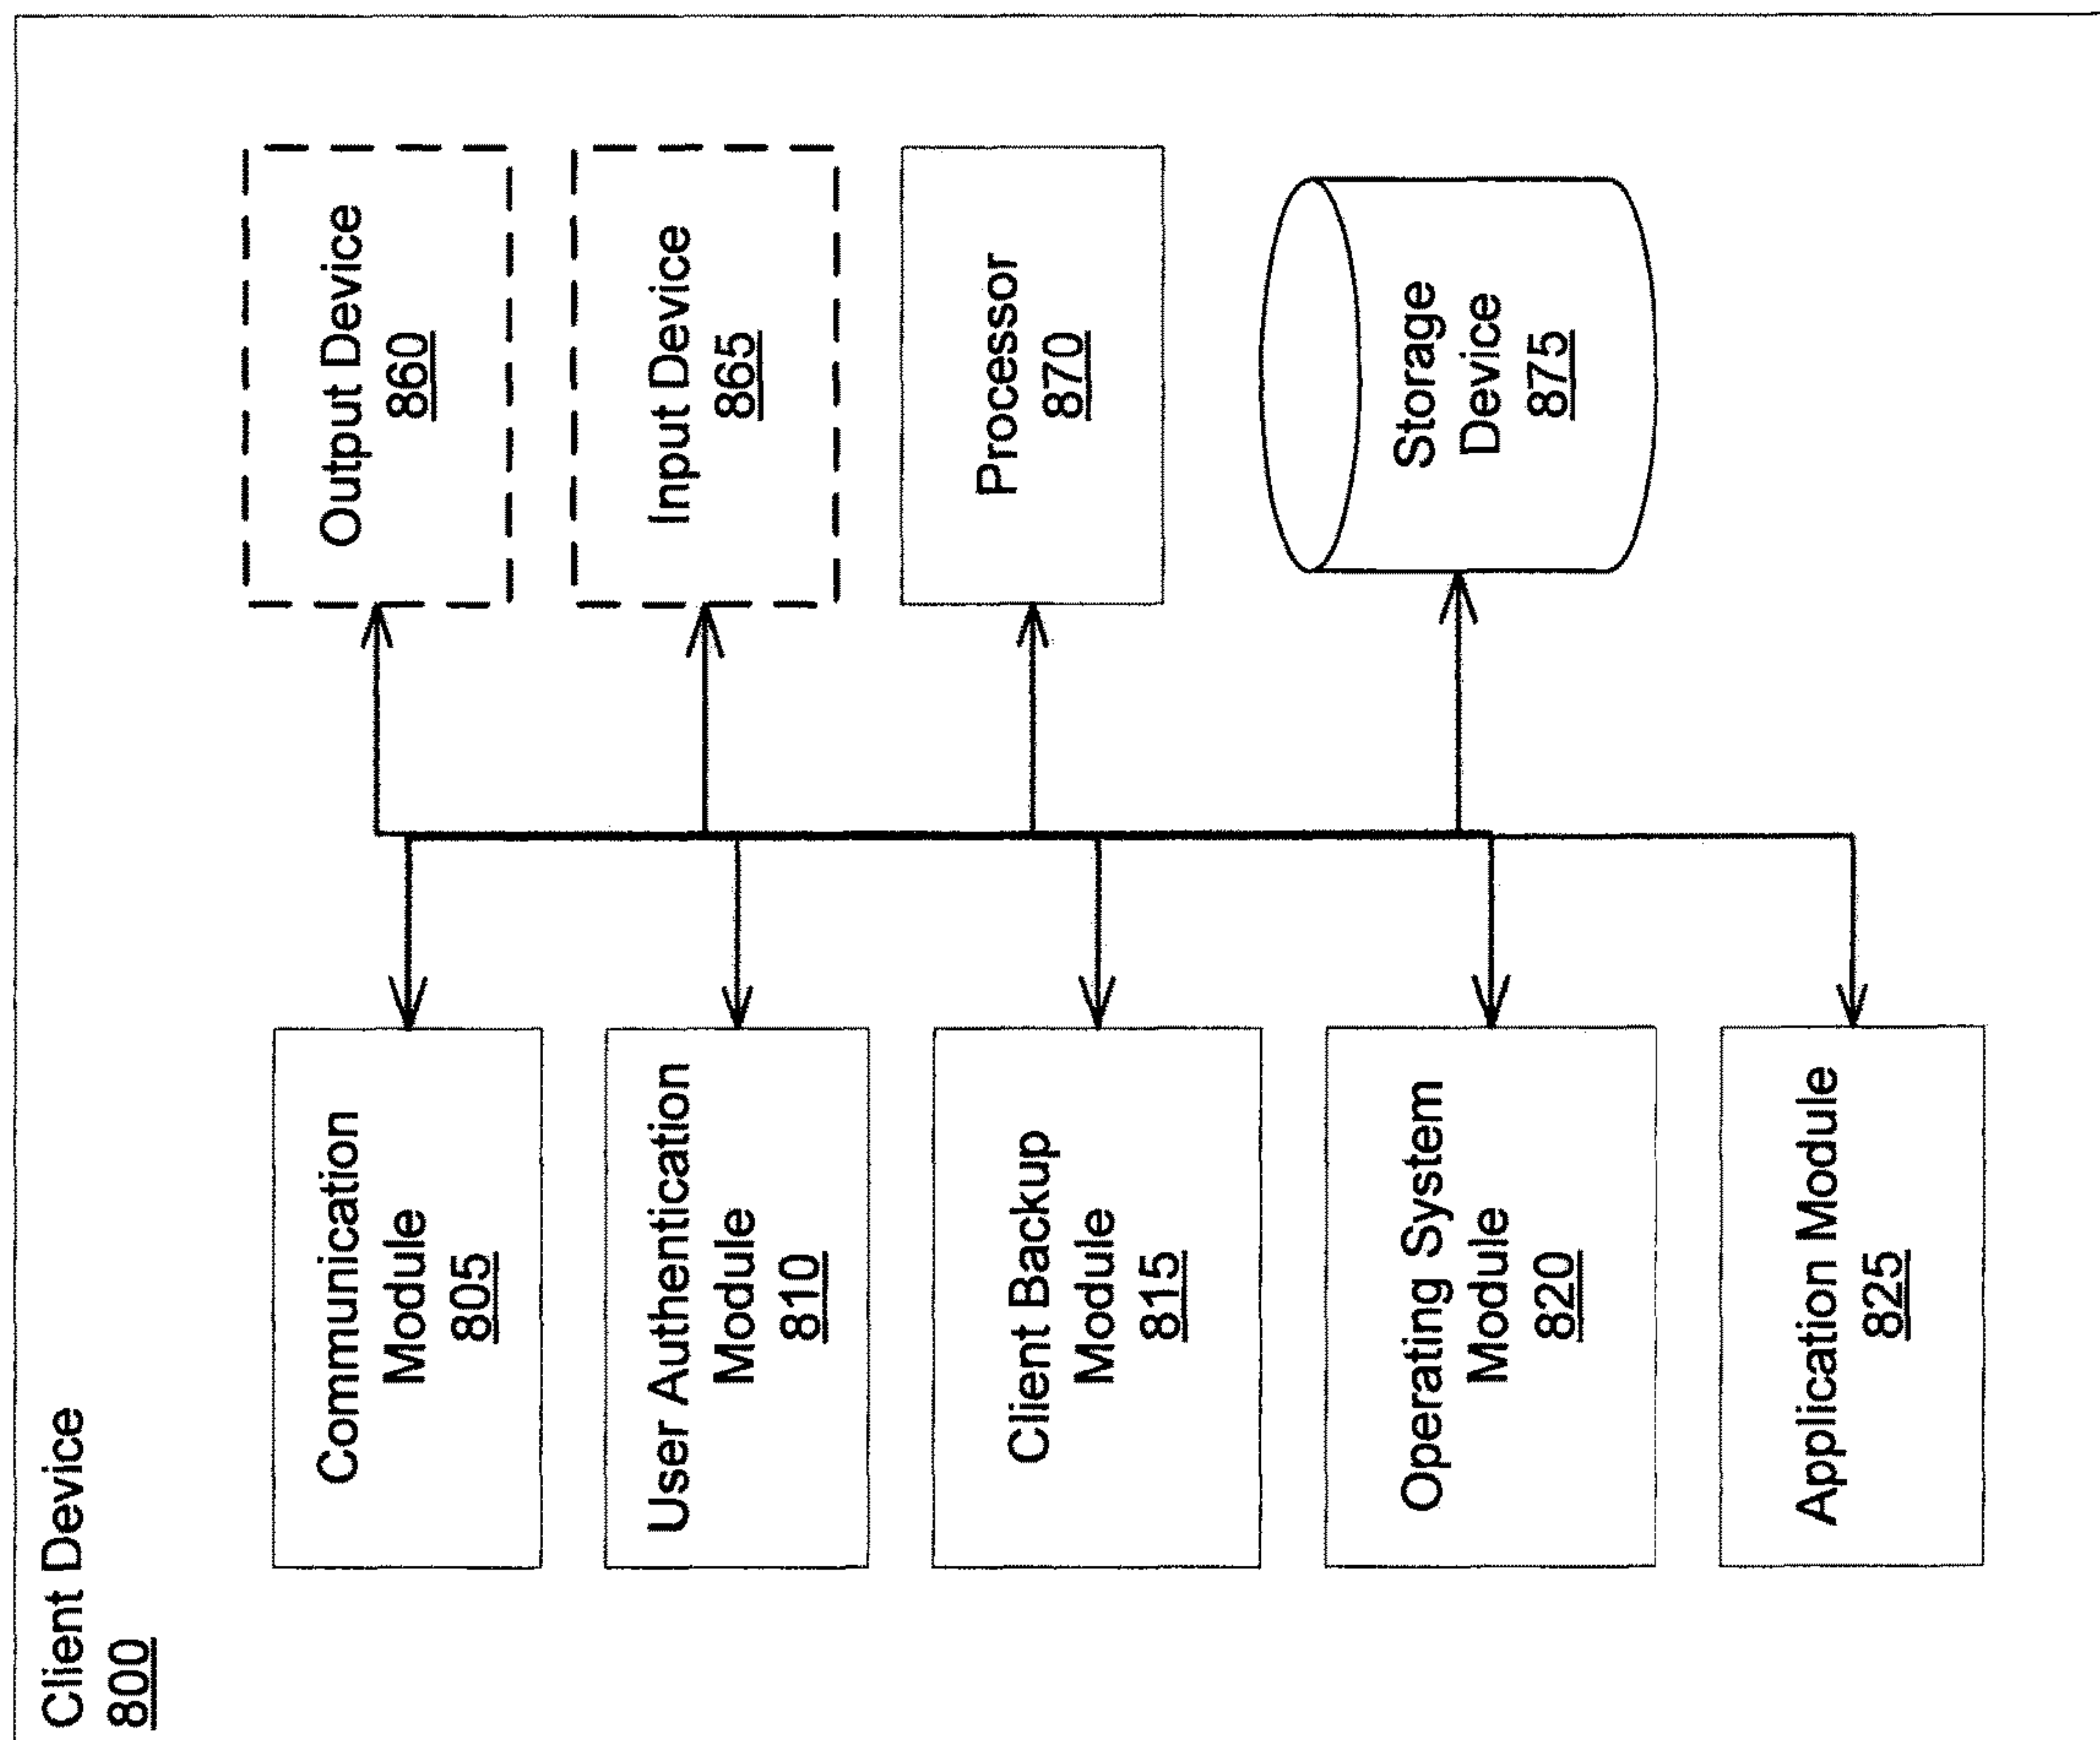 Client Device
800
Communication
Module
805
User Authentication
Module
810
Client Backup
Module
815
Operating System
Module
820
Application Module
825
Output Device
860
Input Device
865
Processor
870
Storage
Device
875